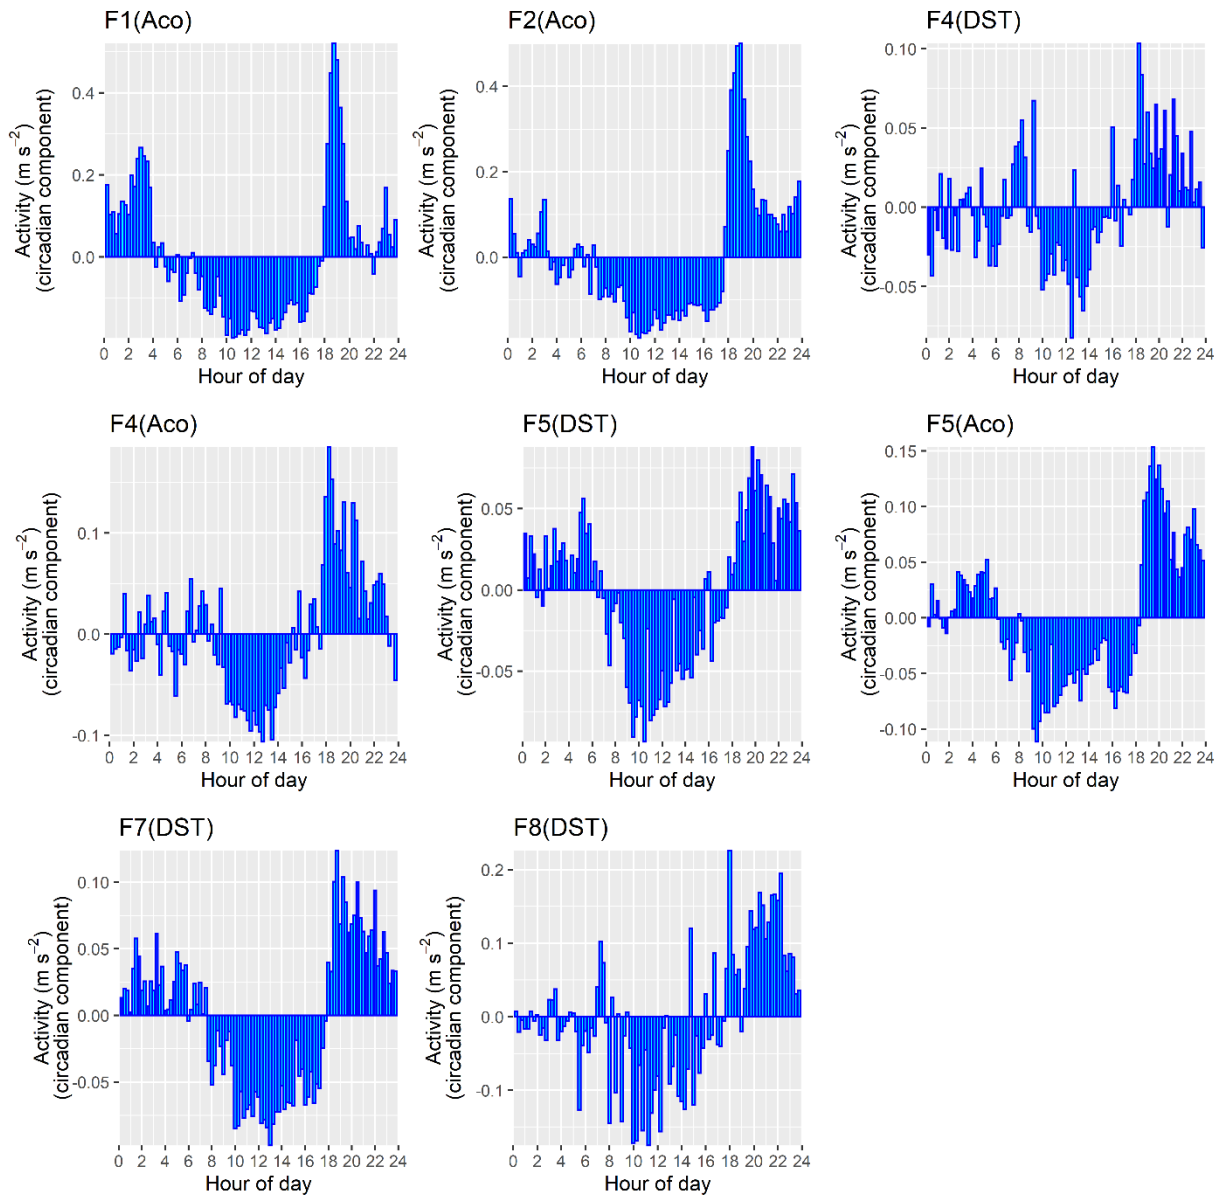 F1(Aco)
Activity (m s⁻²)
(circadian component)
0.4
0.2
0.0
0 2 4 6 8 10 12 14 16 18 20 22 24
Hour of day
F2(Aco)
Activity (m s⁻²)
(circadian component)
0.4
0.2
0.0
0 2 4 6 8 10 12 14 16 18 20 22 24
Hour of day
F4(DST)
Activity (m s⁻²)
(circadian component)
0.10
0.05
0.00
-0.05
0 2 4 6 8 10 12 14 16 18 20 22 24
Hour of day
F4(Aco)
Activity (m s⁻²)
(circadian component)
0.1
0.0
-0.1
0 2 4 6 8 10 12 14 16 18 20 22 24
Hour of day
F5(DST)
Activity (m s⁻²)
(circadian component)
0.05
0.00
-0.05
0 2 4 6 8 10 12 14 16 18 20 22 24
Hour of day
F5(Aco)
Activity (m s⁻²)
(circadian component)
0.15
0.10
0.05
0.00
-0.05
-0.10
0 2 4 6 8 10 12 14 16 18 20 22 24
Hour of day
F7(DST)
Activity (m s⁻²)
(circadian component)
0.10
0.05
0.00
-0.05
0 2 4 6 8 10 12 14 16 18 20 22 24
Hour of day
F8(DST)
Activity (m s⁻²)
(circadian component)
0.2
0.1
0.0
-0.1
0 2 4 6 8 10 12 14 16 18 20 22 24
Hour of day